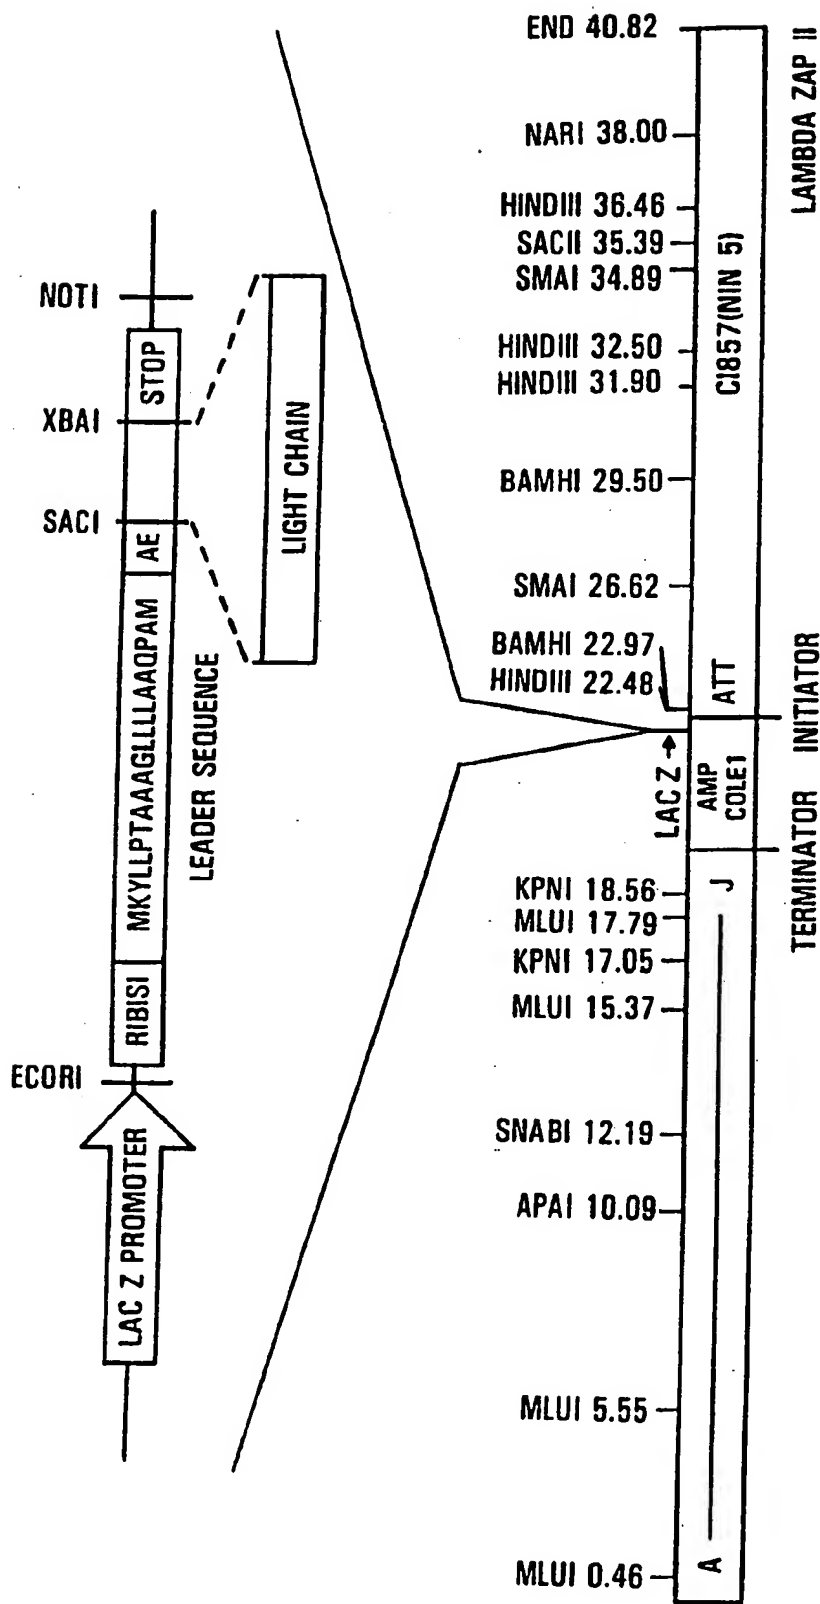 NOTI
STOP
XBAI
SACI
AE
MKYLLPTAAAGLLLLAAQPAM
LEADER SEQUENCE
RIBISI
ECORI
LAC Z PROMOTER
LIGHT CHAIN
END 40.82
NARI 38.00
HINDIII 36.46
SACII 35.39
SMAI 34.89
HINDIII 32.50
HINDIII 31.90
BAMHI 29.50
SMAI 26.62
BAMHI 22.97
HINDIII 22.48
LAC Z →
KPNI 18.56
MLUI 17.79
KPNI 17.05
MLUI 15.37
SNABI 12.19
APAI 10.09
MLUI 5.55
MLUI 0.46
CI857(NIN 5)
ATT
AMP
COLE1
J
A
LAMBDA ZAP II
INITIATOR
TERMINATOR